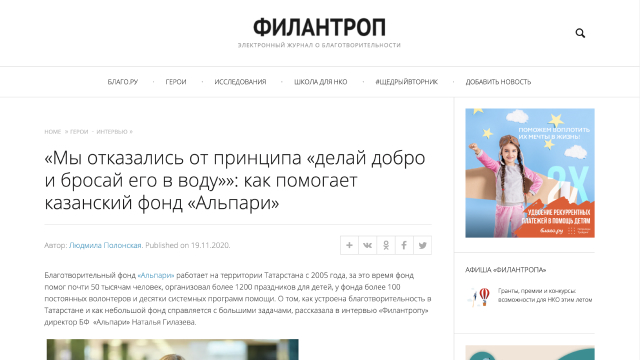 ФИЛАНТРОП
ЭЛЕКТРОННЫЙ ЖУРНАЛ О БЛАГОТВОРИТЕЛЬНОСТИ
БЛАГО.РУ · ГЕРОИ · ИССЛЕДОВАНИЯ · ШКОЛА ДЛЯ НКО · #ЩЕДРЫЙВТОРНИК · ДОБАВИТЬ НОВОСТЬ
HOME » ГЕРОИ · ИНТЕРВЬЮ »
«Мы отказались от принципа «делай добро
и бросай его в воду»»: как помогает
казанский фонд «Альпари»
Автор: Людмила Полонская. Published on 19.11.2020.
Благотворительный фонд «Альпари» работает на территории Татарстана с 2005 года, за это время фонд
помог почти 50 тысячам человек, организовал более 1200 праздников для детей, у фонда более 100
постоянных волонтеров и десятки системных программ помощи. О том, как устроена благотворительность в
Татарстане и как небольшой фонд справляется с большими задачами, рассказала в интервью «Филантропу»
директор БФ «Альпари» Наталья Гилазева.
ПОМОЖЕМ ВОПЛОТИТЬ
ИХ МЕЧТЫ В ЖИЗНЬ!
2X
УДВОЕНИЕ РЕКУРРЕНТНЫХ
ПЛАТЕЖЕЙ В ПОМОЩЬ ДЕТЯМ
благо.ру
АФИША «ФИЛАНТРОПА»
Гранты, премии и конкурсы:
возможности для НКО этим летом